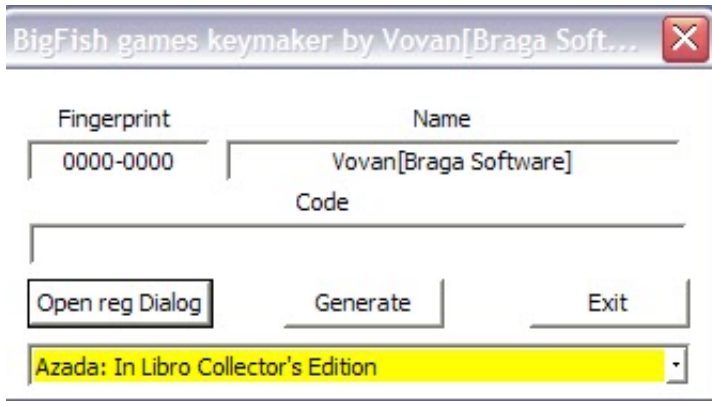 BigFish games keymaker by Vovan[Braga Soft...
Fingerprint Name
0000-0000 Vovan[Braga Software]
Code
Open reg Dialog Generate Exit
Azada: In Libro Collector's Edition